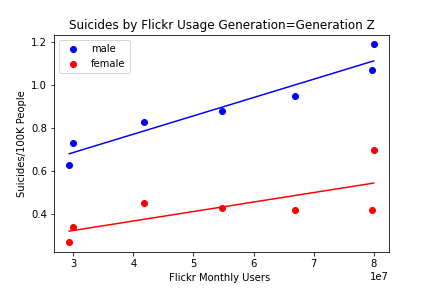 Suicides by Flickr Usage Generation=Generation Z
male
female
Suicides/100K People
1.2
1.0
0.8
0.6
0.4
3
4
5
6
7
8
1e7
Flickr Monthly Users